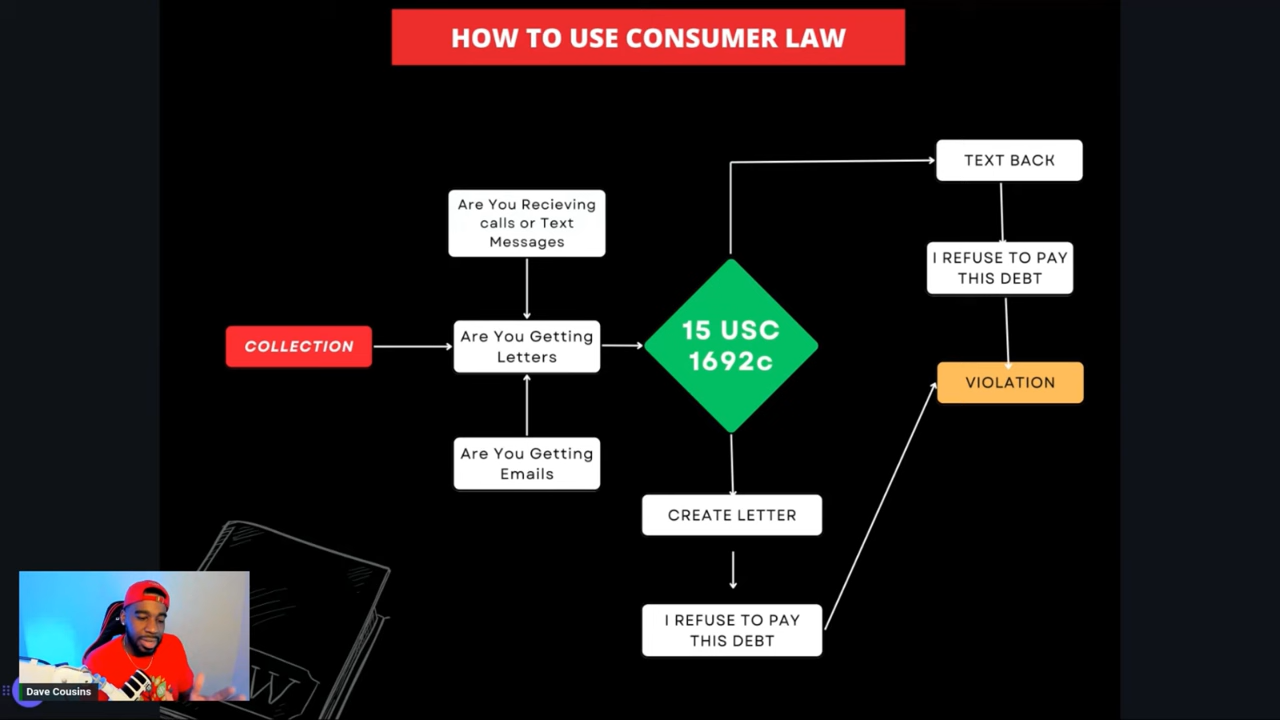 HOW TO USE CONSUMER LAW
TEXT BACK
Are You Recieving
calls or Text
Messages
I REFUSE TO PAY
THIS DEBT
COLLECTION
Are You Getting
Letters
15 USC
1692c
VIOLATION
Are You Getting
Emails
CREATE LETTER
I REFUSE TO PAY
THIS DEBT
Dave Cousins